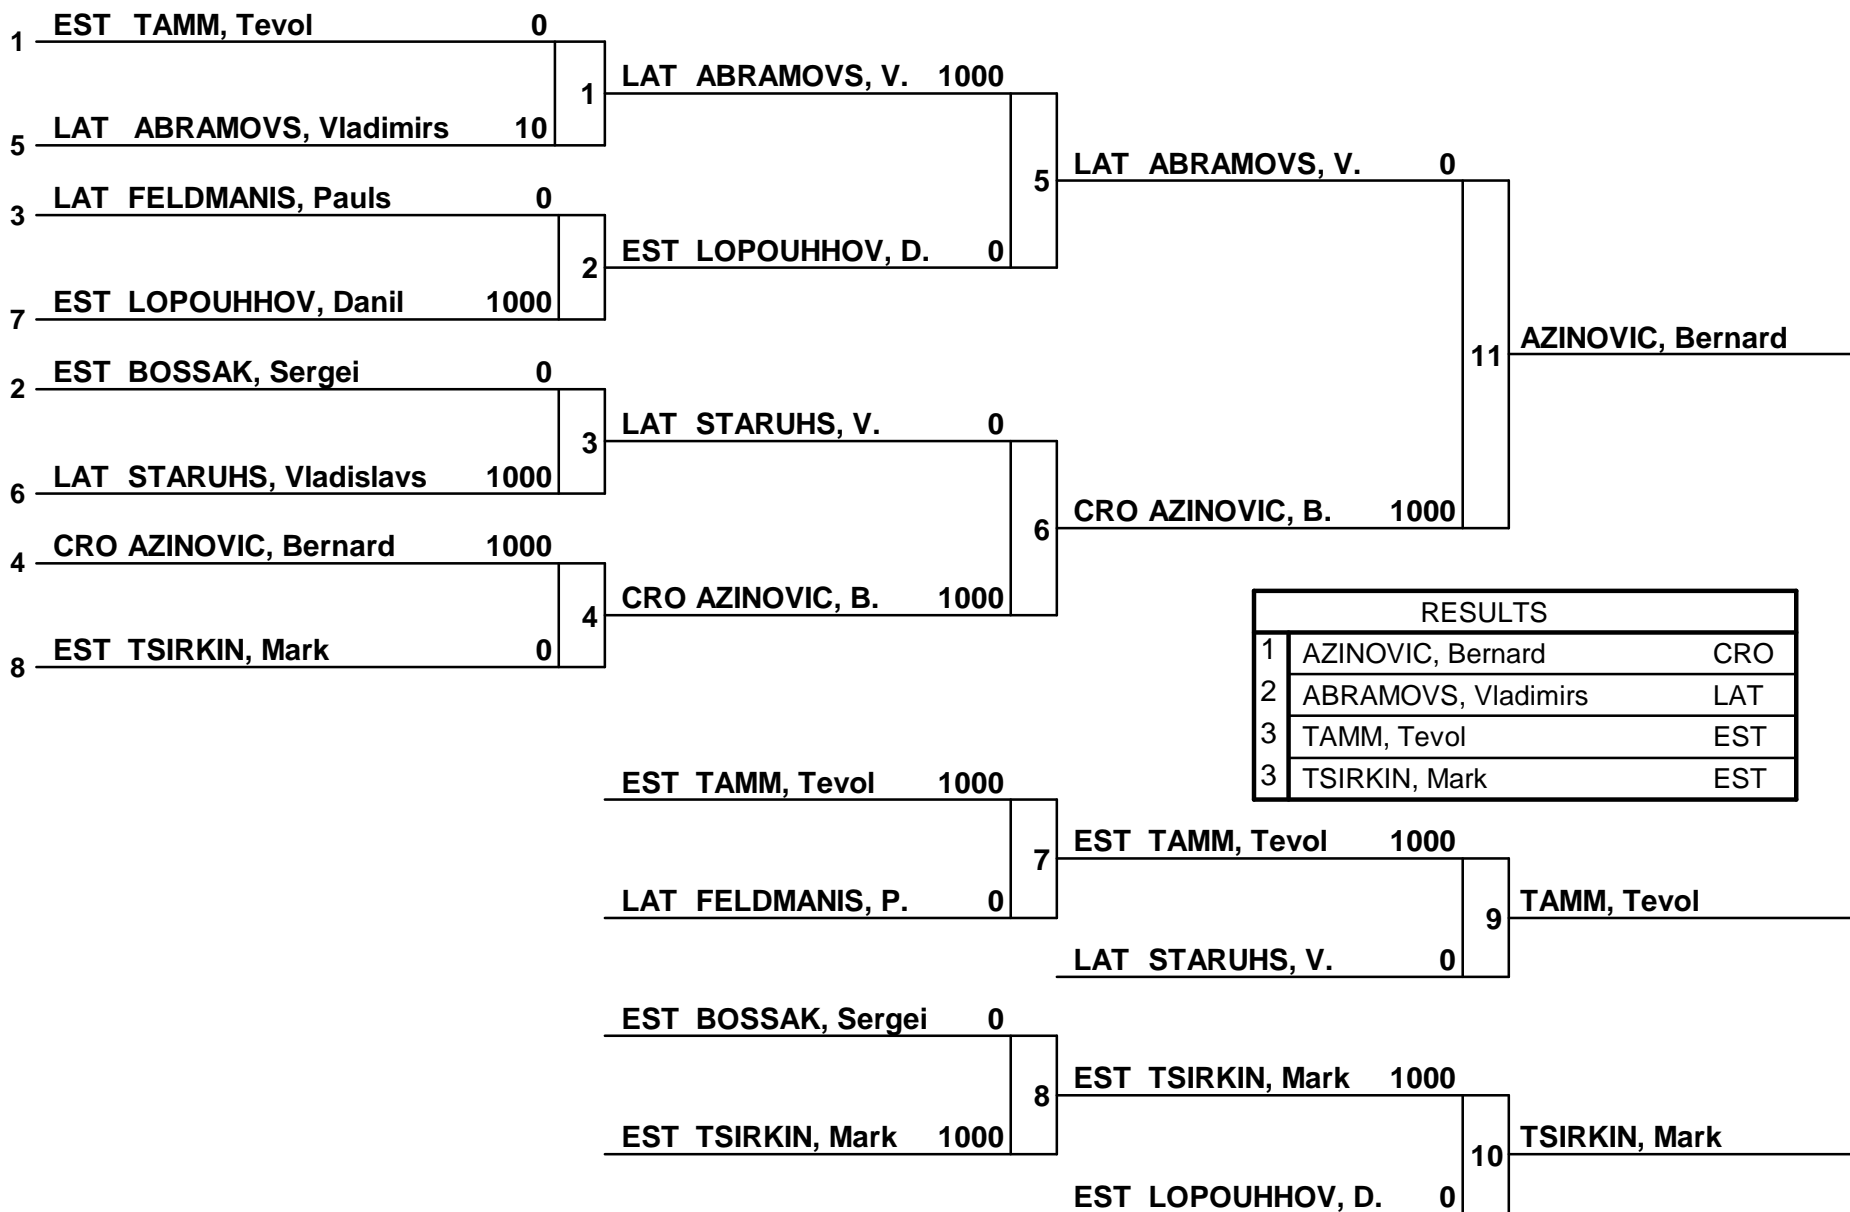 1 EST TAMM, Tevol 0
1
5 LAT ABRAMOVS, Vladimirs 10
3 LAT FELDMANIS, Pauls 0
2
7 EST LOPOUHHOV, Danil 1000
2 EST BOSSAK, Sergei 0
3
6 LAT STARUHS, Vladislavs 1000
4 CRO AZINOVIC, Bernard 1000
4
8 EST TSIRKIN, Mark 0
LAT ABRAMOVS, V. 1000
5
EST LOPOUHHOV, D. 0
LAT STARUHS, V. 0
6
CRO AZINOVIC, B. 1000
LAT ABRAMOVS, V. 0
11
CRO AZINOVIC, B. 1000
AZINOVIC, Bernard
RESULTS
1 AZINOVIC, Bernard CRO
2 ABRAMOVS, Vladimirs LAT
3 TAMM, Tevol EST
3 TSIRKIN, Mark EST
EST TAMM, Tevol 1000
7
LAT FELDMANIS, P. 0
EST TAMM, Tevol 1000
9
LAT STARUHS, V. 0
TAMM, Tevol
EST BOSSAK, Sergei 0
8
EST TSIRKIN, Mark 1000
EST TSIRKIN, Mark 1000
10
EST LOPOUHHOV, D. 0
TSIRKIN, Mark